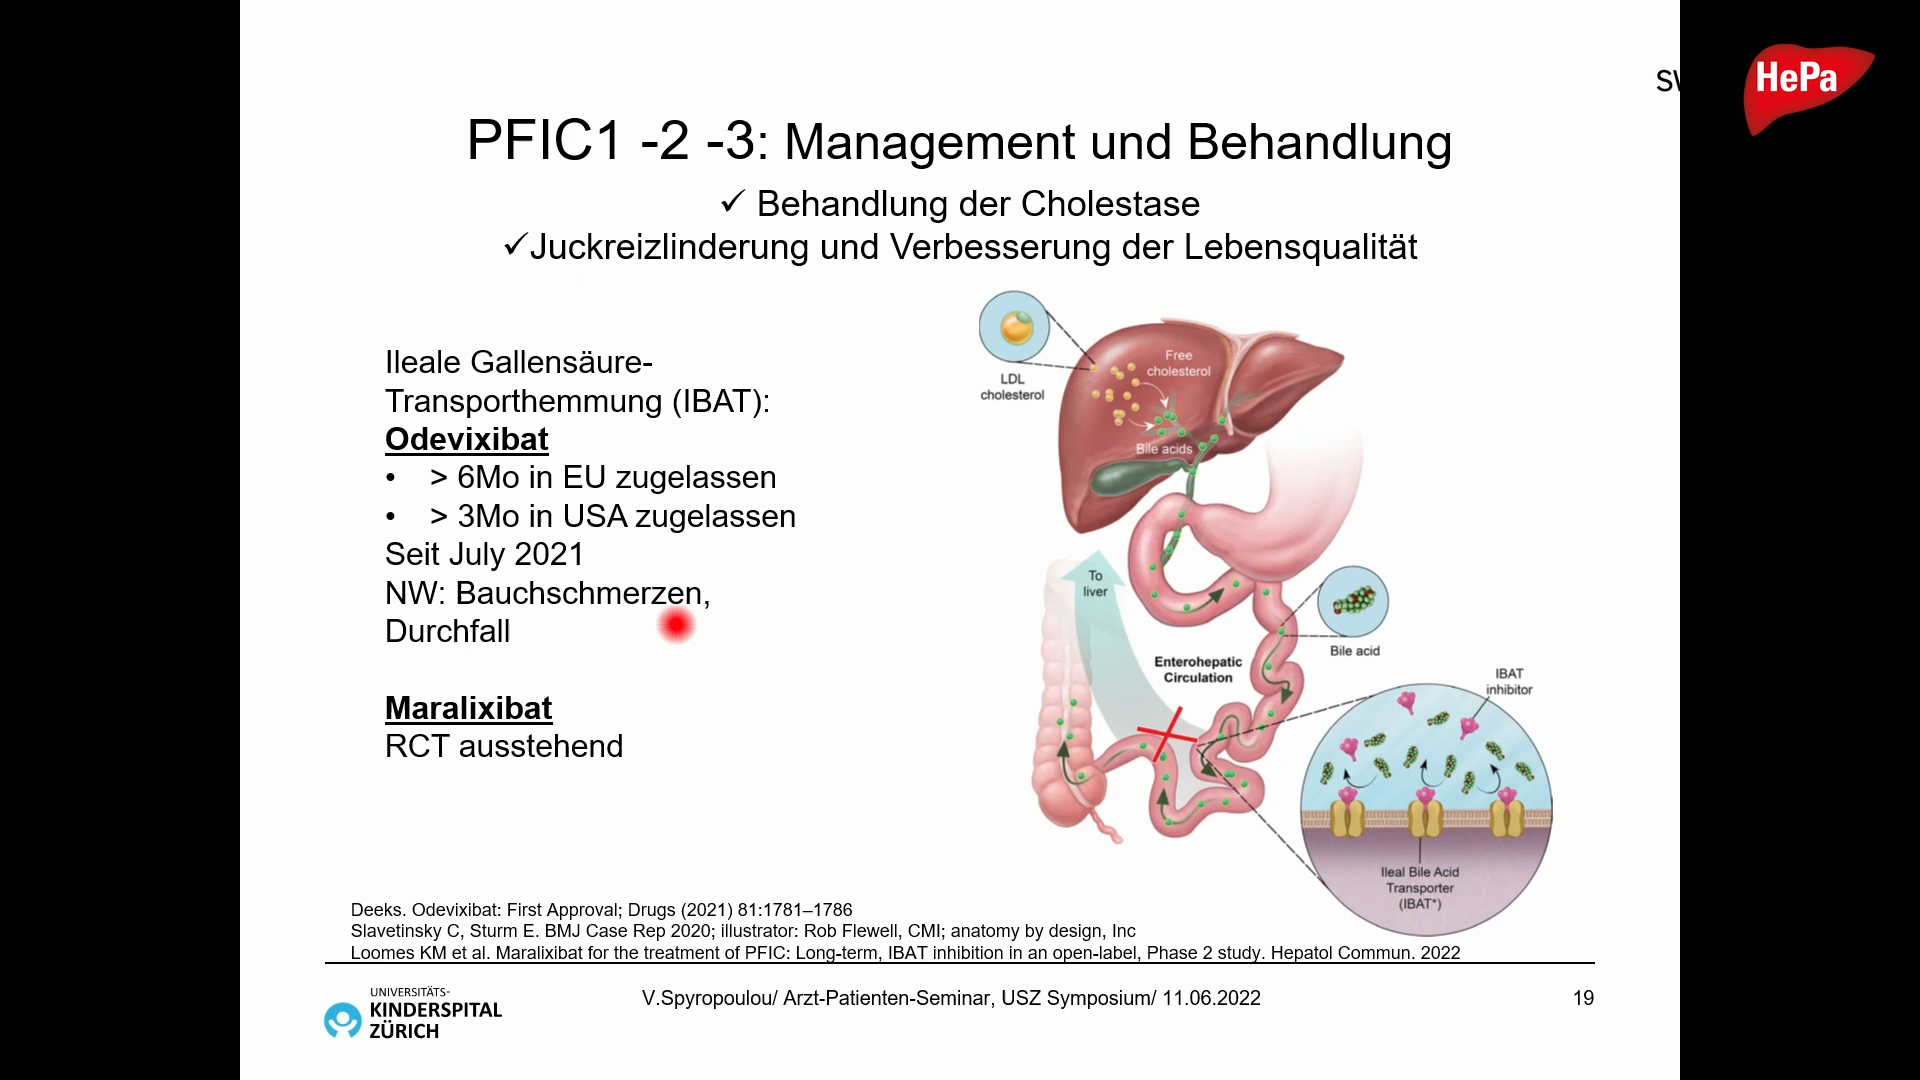 HePa
PFIC1 -2 -3: Management und Behandlung
✓ Behandlung der Cholestase
✓Juckreizlinderung und Verbesserung der Lebensqualität
Ileale Gallensäure-
Transporthemmung (IBAT):
Odevixibat
• > 6Mo in EU zugelassen
• > 3Mo in USA zugelassen
Seit July 2021
NW: Bauchschmerzen,
Durchfall
Maralixibat
RCT ausstehend
LDL
cholesterol
Free
cholesterol
Bile acids
To
liver
Bile acid
Enterohepatic
Circulation
IBAT
inhibitor
Ileal Bile Acid
Transporter
(IBAT*)
Deeks. Odevixibat: First Approval; Drugs (2021) 81:1781–1786
Slavetinsky C, Sturm E. BMJ Case Rep 2020; illustrator: Rob Flewell, CMI; anatomy by design, Inc
Loomes KM et al. Maralixibat for the treatment of PFIC: Long-term, IBAT inhibition in an open-label, Phase 2 study. Hepatol Commun. 2022
UNIVERSITÄTS-
KINDERSPITAL
ZÜRICH
V.Spyropoulou/ Arzt-Patienten-Seminar, USZ Symposium/ 11.06.2022
19